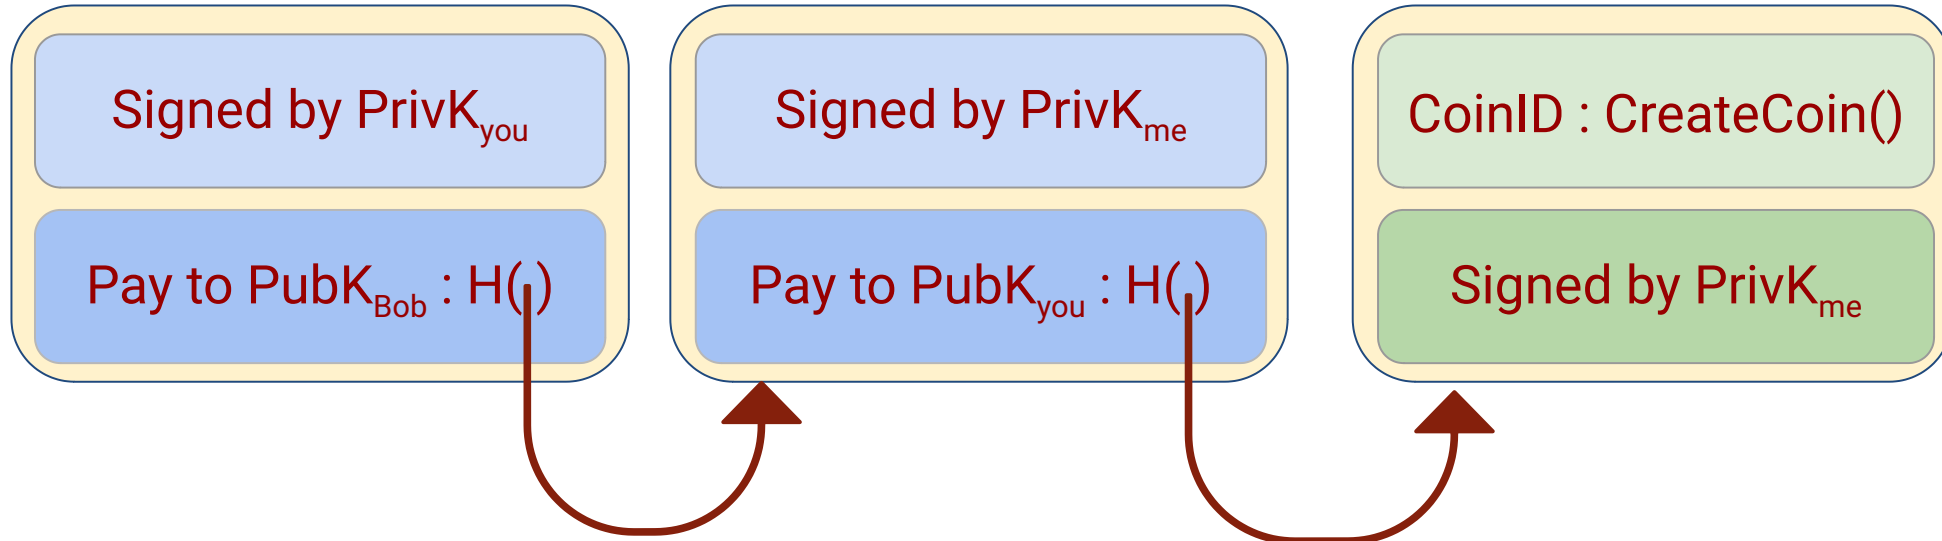 Signed by PrivKyou
Pay to PubKBob : H()
Signed by PrivKme
Pay to PubKyou : H()
CoinID : CreateCoin()
Signed by PrivKme